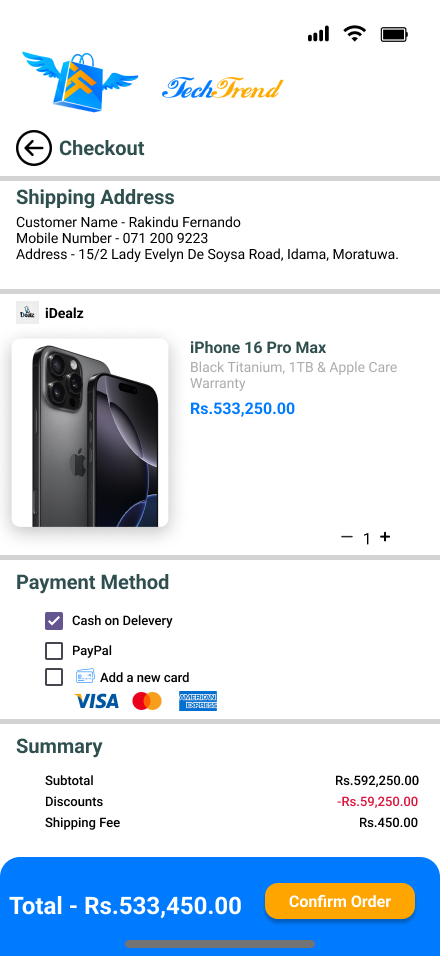 TechTrend
Checkout
Shipping Address
Customer Name - Rakindu Fernando
Mobile Number - 071 200 9223
Address - 15/2 Lady Evelyn De Soysa Road, Idama, Moratuwa.
iDealz
iPhone 16 Pro Max
Black Titanium, 1TB & Apple Care
Warranty
Rs.533,250.00
1
Payment Method
Cash on Delevery
PayPal
Add a new card
VISA
AMERICAN
EXPRESS
Summary
Subtotal Rs.592,250.00
Discounts -Rs.59,250.00
Shipping Fee Rs.450.00
Total - Rs.533,450.00 Confirm Order